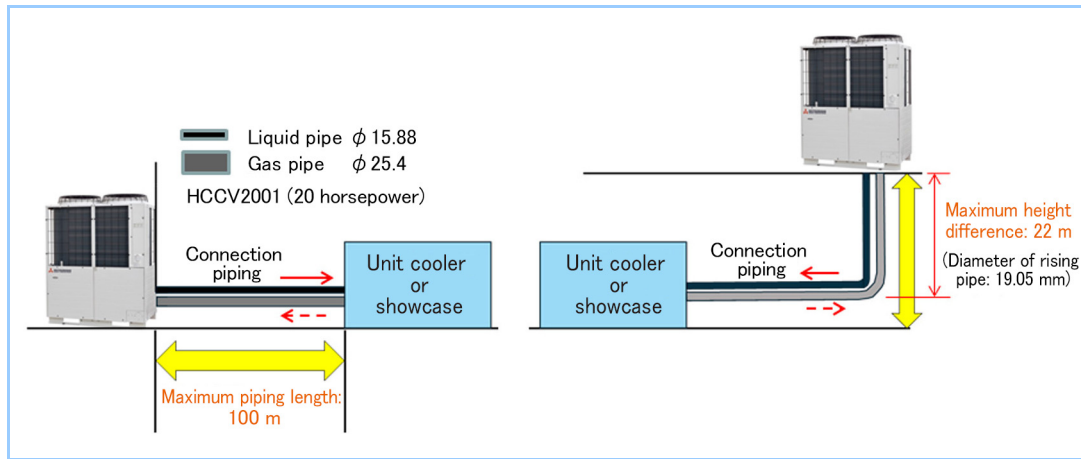 Liquid pipe φ 15.88
Gas pipe φ 25.4
HCCV2001 (20 horsepower)
Connection
piping
Unit cooler
or
showcase
Maximum piping length:
100 m
Unit cooler
or
showcase
Connection
piping
Maximum height
difference: 22 m
(Diameter of rising
pipe: 19.05 mm)